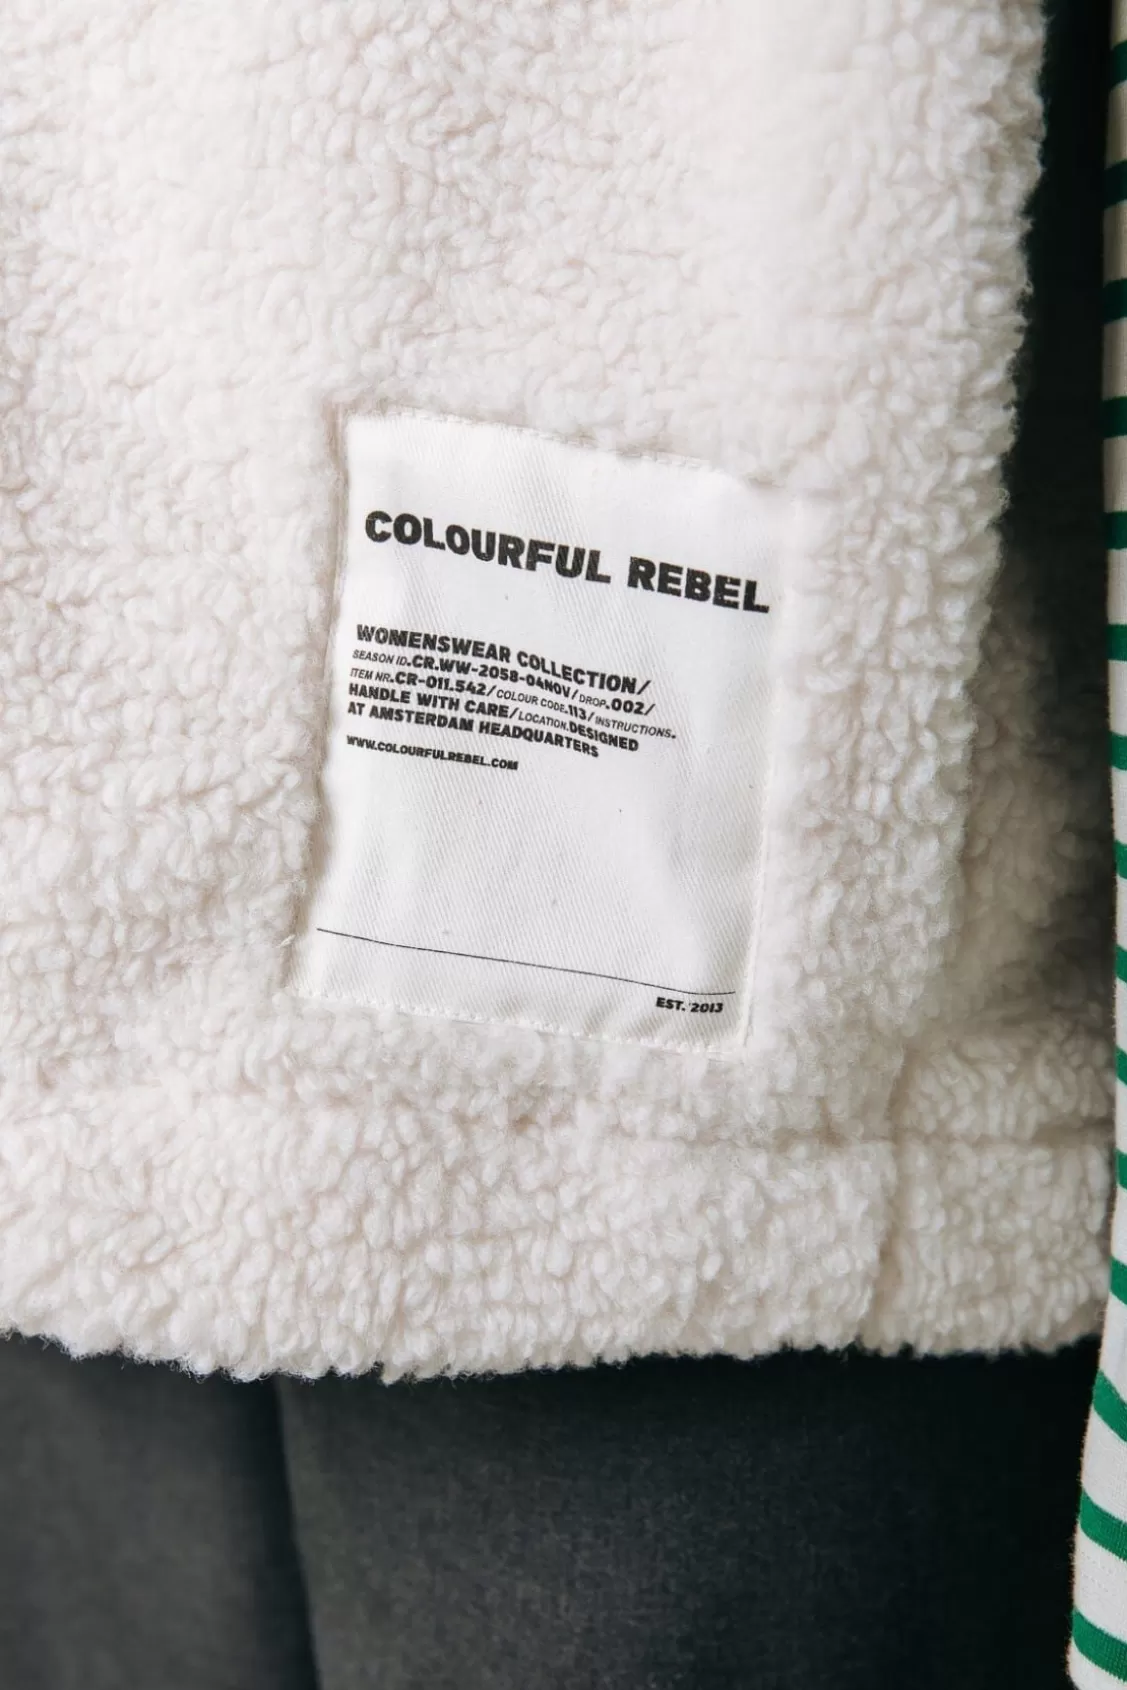 COLOURFUL REBEL
WOMENSWEAR COLLECTION/
SEASON ID.CR.WW-2058-04NOV/DROP.002/
ITEM NR.CR-011.542/COLOUR CODE.113/INSTRUCTIONS.
HANDLE WITH CARE/LOCATION.DESIGNED
AT AMSTERDAM HEADQUARTERS
WWW.COLOURFULREBEL.COM
EST. 2013